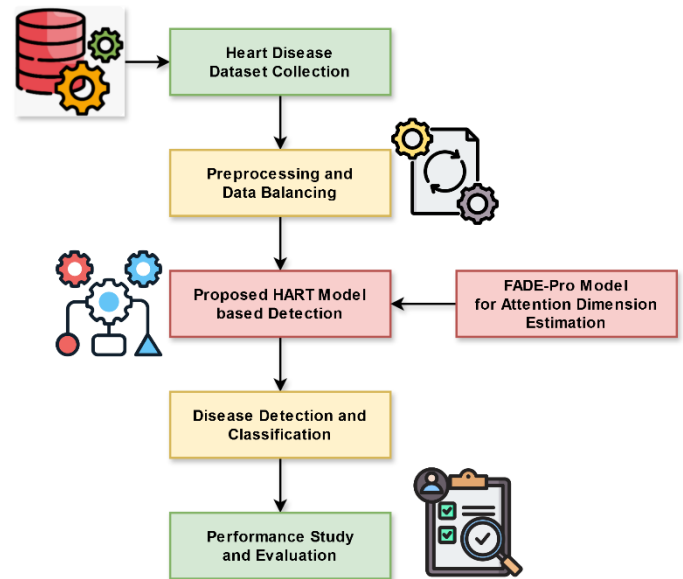 Heart Disease
Dataset Collection
Preprocessing and
Data Balancing
Proposed HART Model
based Detection
FADE-Pro Model
for Attention Dimension
Estimation
Disease Detection and
Classification
Performance Study
and Evaluation